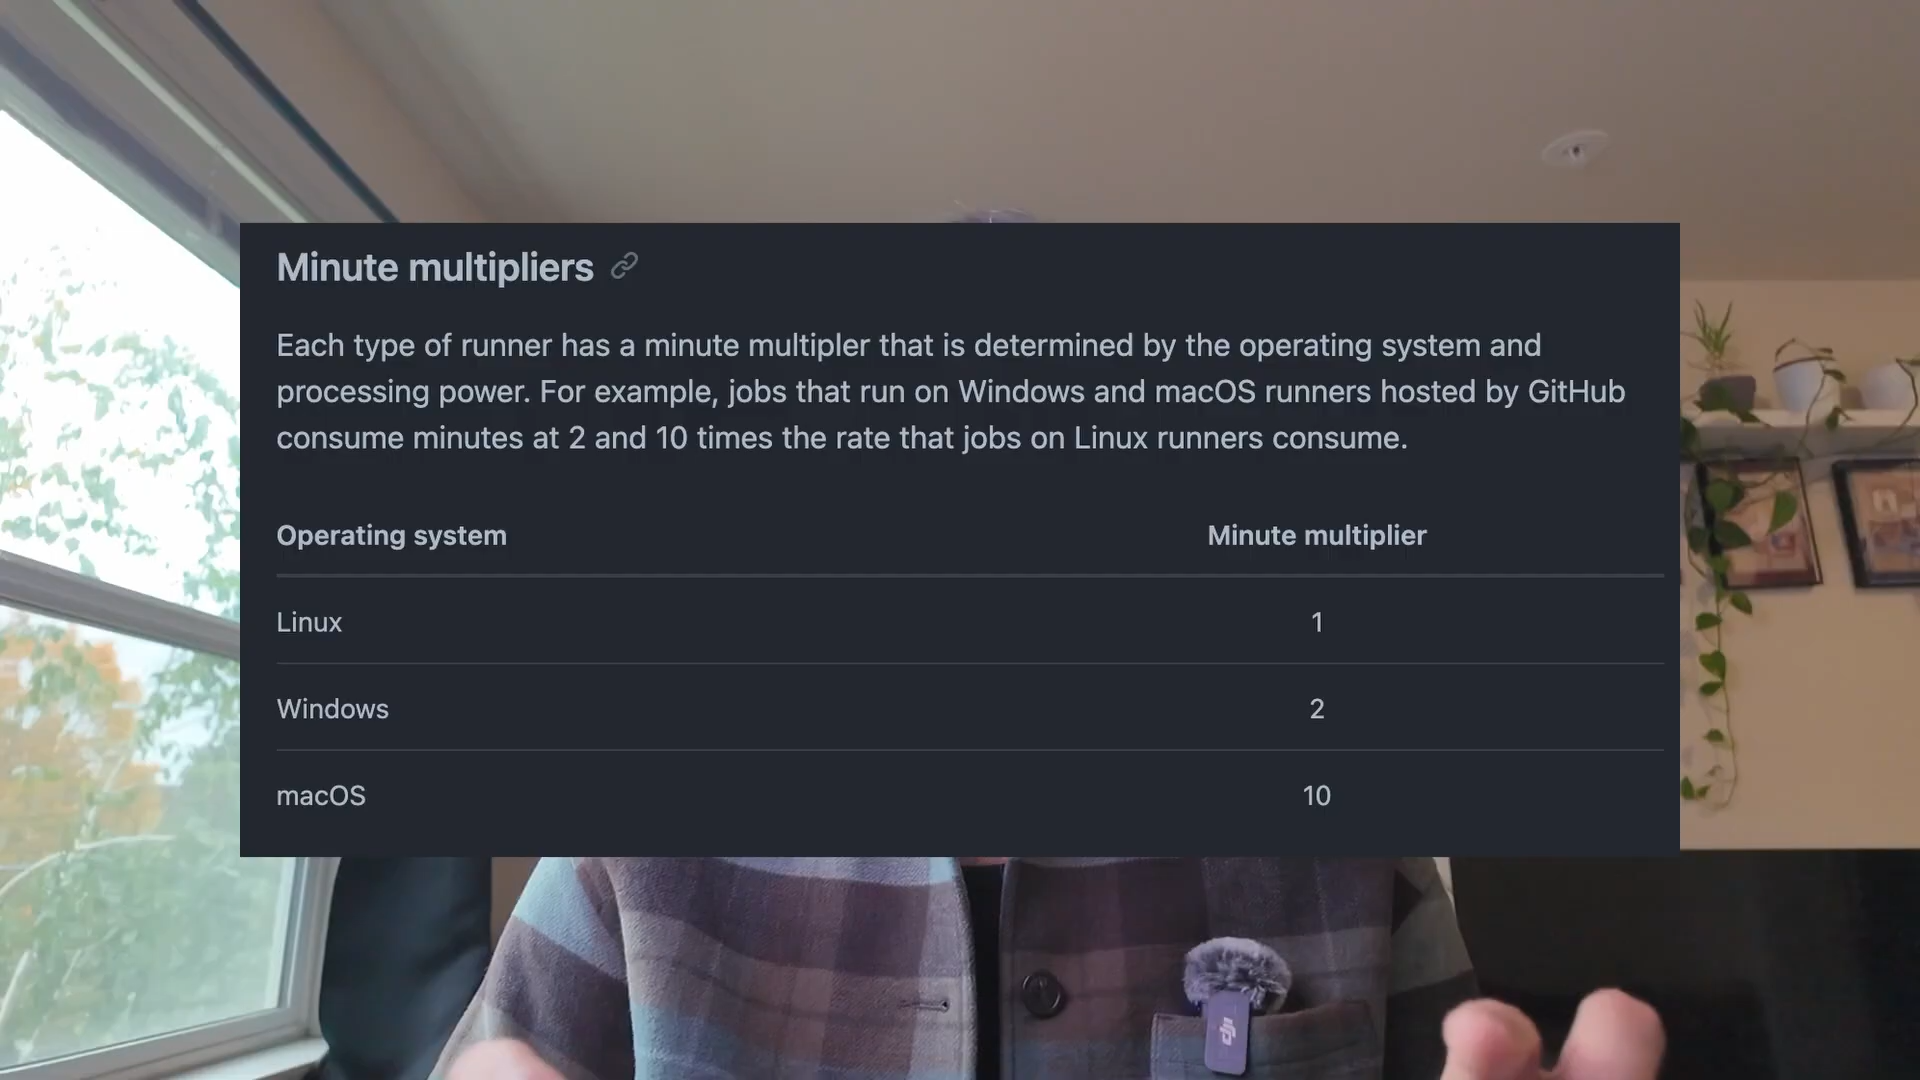 Minute multipliers
Each type of runner has a minute multipler that is determined by the operating system and
processing power. For example, jobs that run on Windows and macOS runners hosted by GitHub
consume minutes at 2 and 10 times the rate that jobs on Linux runners consume.
Operating system Minute multiplier
Linux 1
Windows 2
macOS 10
dji